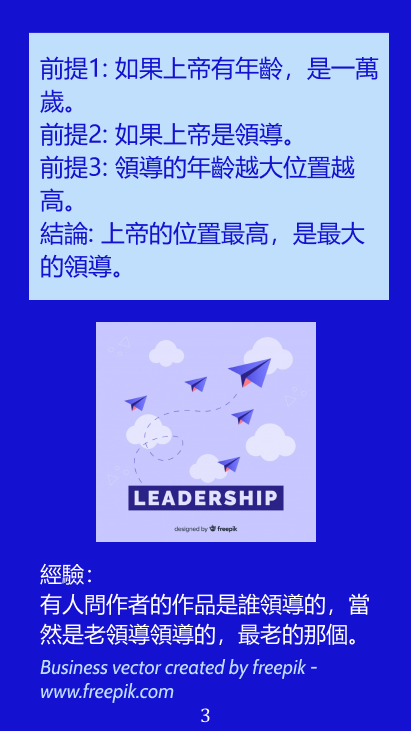 前提1: 如果上帝有年齡，是一萬
歲。
前提2: 如果上帝是領導。
前提3: 領導的年齡越大位置越
高。
結論: 上帝的位置最高，是最大
的領導。
LEADERSHIP
designed by freepik
經驗：
有人問作者的作品是誰領導的，當
然是老領導領導的，最老的那個。
Business vector created by freepik -
www.freepik.com
3